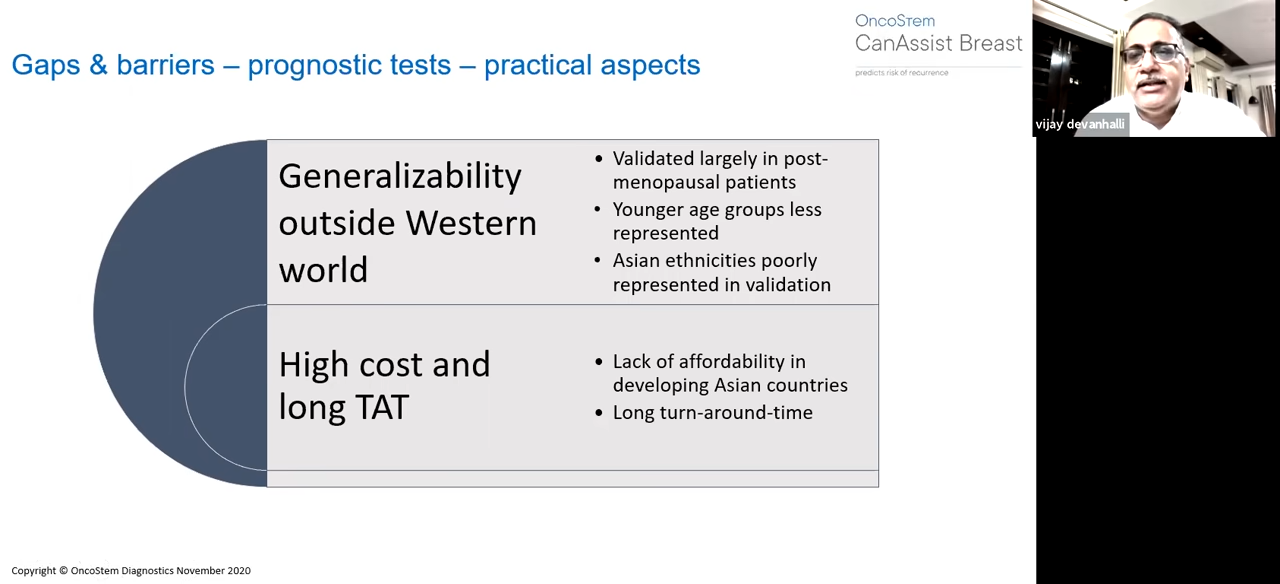 OncoStem
CanAssist Breast
predicts risk of recurrence
Gaps & barriers – prognostic tests – practical aspects
vijay devanhalli
Generalizability
outside Western
world
• Validated largely in post-
menopausal patients
• Younger age groups less
represented
• Asian ethnicities poorly
represented in validation
High cost and
long TAT
• Lack of affordability in
developing Asian countries
• Long turn-around-time
Copyright © OncoStem Diagnostics November 2020